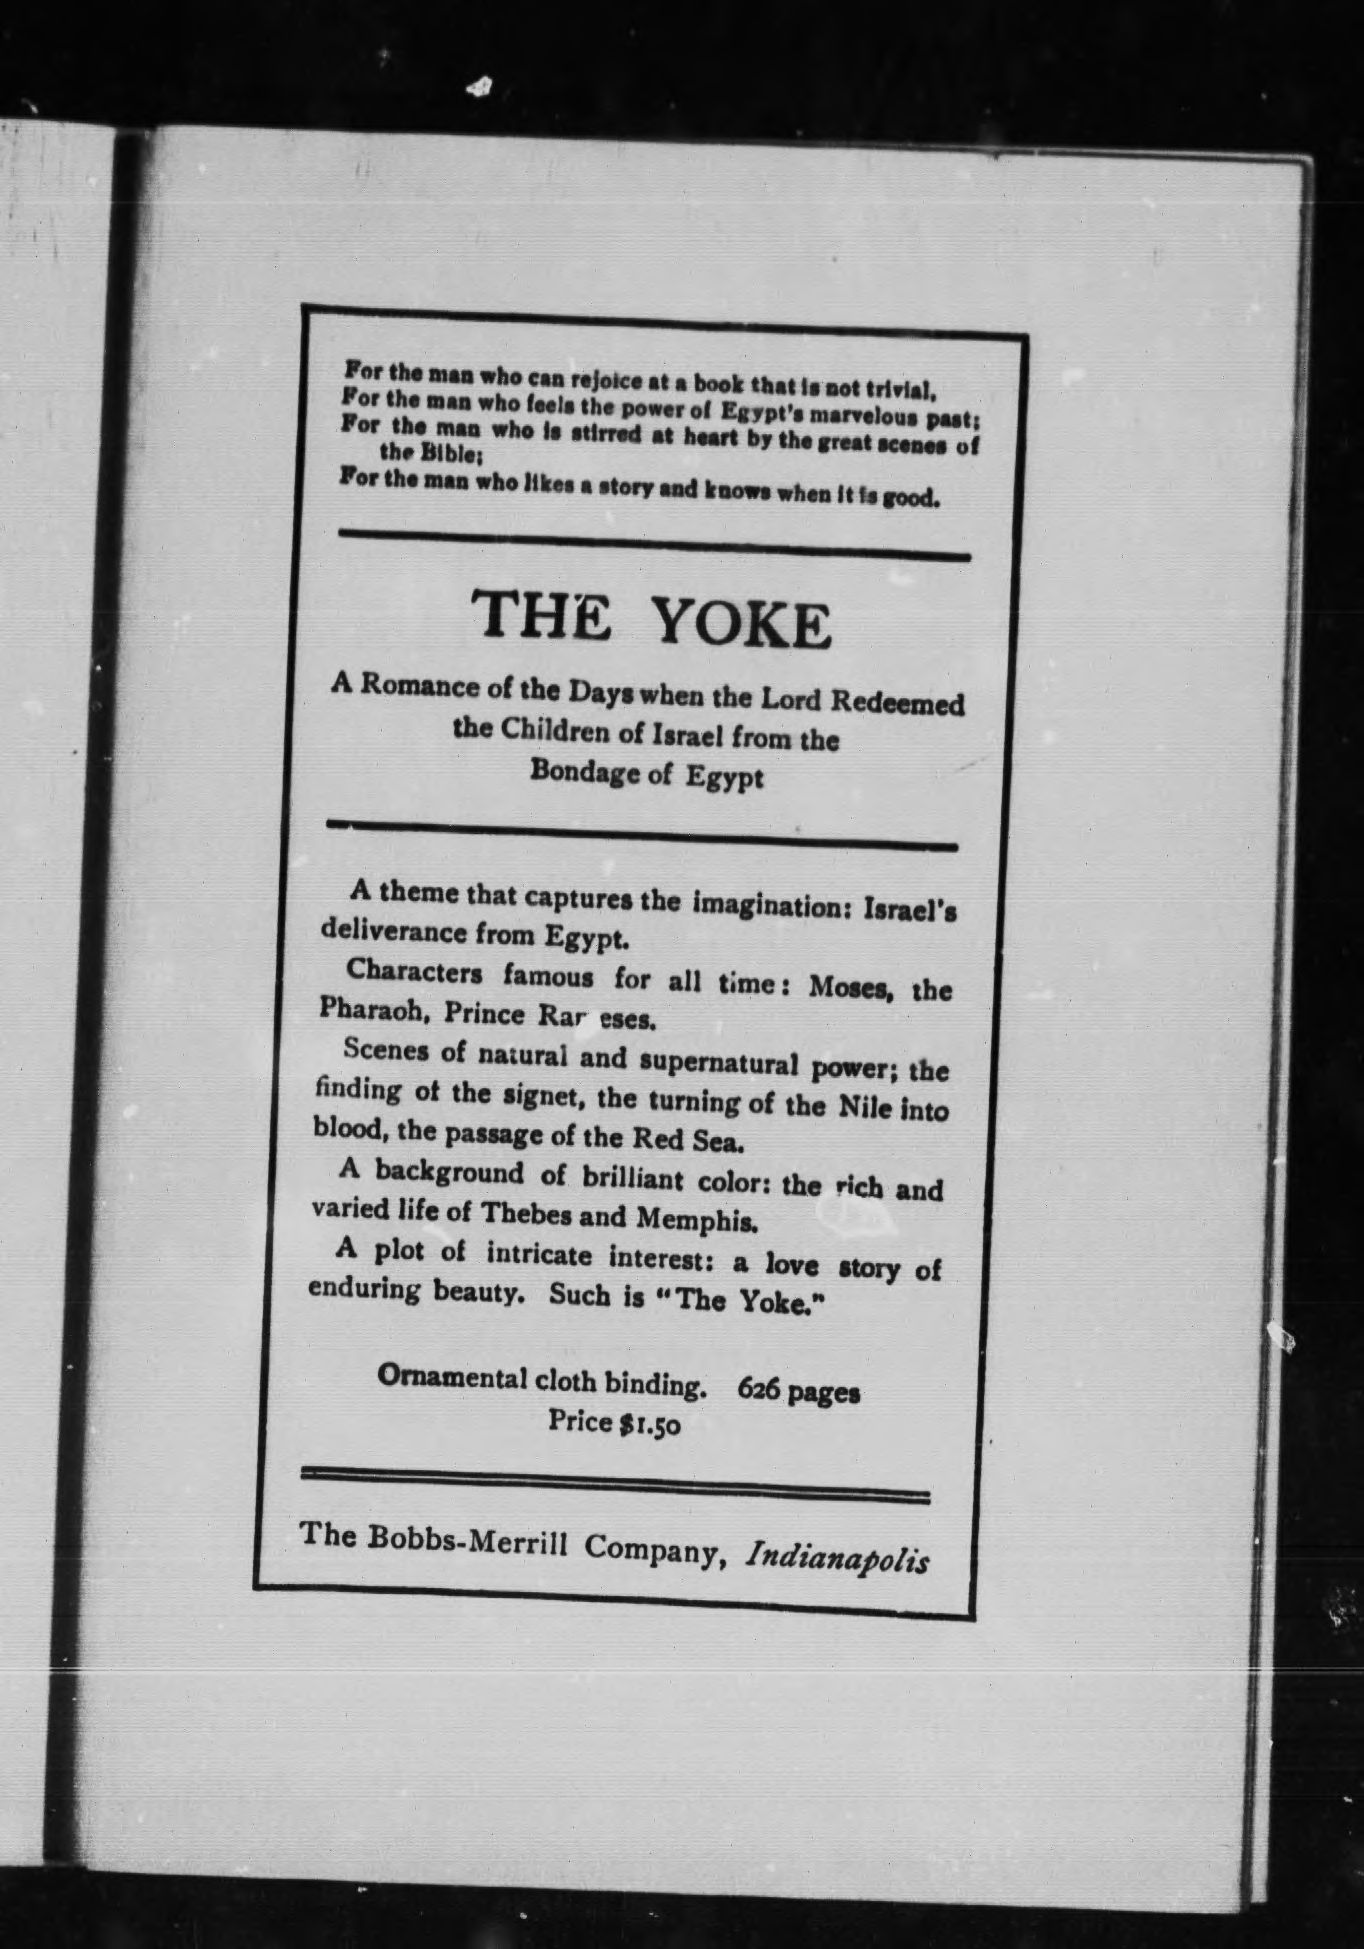 For the man who can rejoice at a book that is not trivial,
For the man who feels the power of Egypt's marvelous past;
For the man who is stirred at heart by the great scenes of
the Bible;
For the man who likes a story and knows when it is good.
THE YOKE
A Romance of the Days when the Lord Redeemed
the Children of Israel from the
Bondage of Egypt
A theme that captures the imagination: Israel's
deliverance from Egypt.
Characters famous for all time: Moses, the
Pharaoh, Prince Rar eses.
Scenes of natural and supernatural power; the
finding of the signet, the turning of the Nile into
blood, the passage of the Red Sea.
A background of brilliant color: the rich and
varied life of Thebes and Memphis.
A plot of intricate interest: a love story of
enduring beauty. Such is "The Yoke."
Ornamental cloth binding. 626 pages
Price $1.50
The Bobbs-Merrill Company, Indianapolis